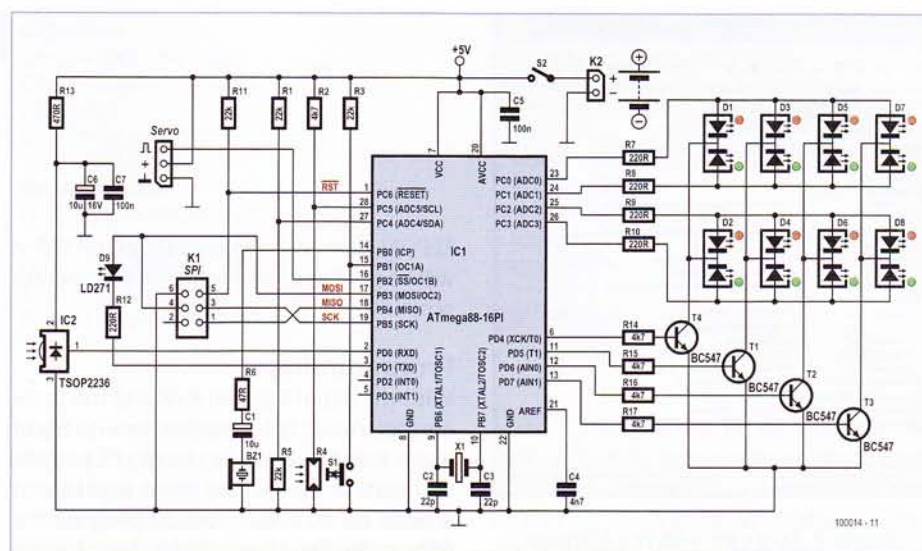 +5V
S2
K2
R13
470R
R11
22k
R1
22k
R2
4k7
R3
22k
C5
100n
Servo
C6
10u 16V
C7
100n
7
VCC
20
AVCC
D1
D3
D5
D7
R7
220R
R8
220R
R9
220R
R10
220R
D2
D4
D6
D8
RST
1
PC6 (RESET)
28
PC5 (ADC5/SCL)
27
PC4 (ADC4/SDA)
14
PB0 (ICP)
15
PB1 (OC1A)
16
PB2 (SS/OC1B)
MOSI
17
PB3 (MOSI/OC2)
MISO
18
PB4 (MISO)
SCK
19
PB5 (SCK)
2
PD0 (RXD)
3
PD1 (TXD)
4
PD2 (INT0)
5
PD3 (INT1)
IC1
ATmega88-16PI
PC0 (ADC0)
23
PC1 (ADC1)
24
PC2 (ADC2)
25
PC3 (ADC3)
26
PD4 (XCK/T0)
6
PD5 (T1)
11
PD6 (AIN0)
12
PD7 (AIN1)
13
AREF
21
GND
8
PB6 (XTAL1/TOSC1)
9
PB7 (XTAL2/TOSC2)
10
GND
22
D9
LD271
R12
220R
K1
SPI
6
5
4
3
2
1
IC2
2
1
3
TSOP2236
R6
47R
C1
10u
BZ1
R5
22k
R4
S1
X1
C2
22p
C3
22p
C4
4n7
R14
4k7
R15
4k7
R16
4k7
R17
4k7
T4
BC547
T1
BC547
T2
BC547
T3
BC547
100014 - 11